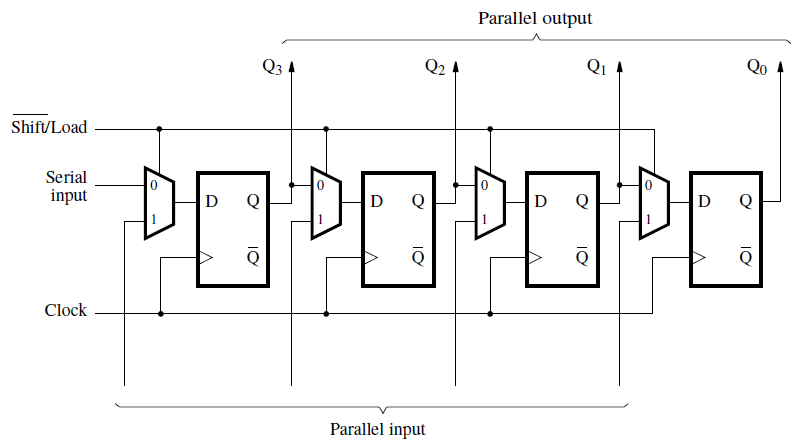 Parallel output
Q3 Q2 Q1 Q0
Shift/Load
Serial
input
0 0 0 0
D Q D Q D Q D Q
1 1 1 1
Q Q Q Q
Clock
Parallel input